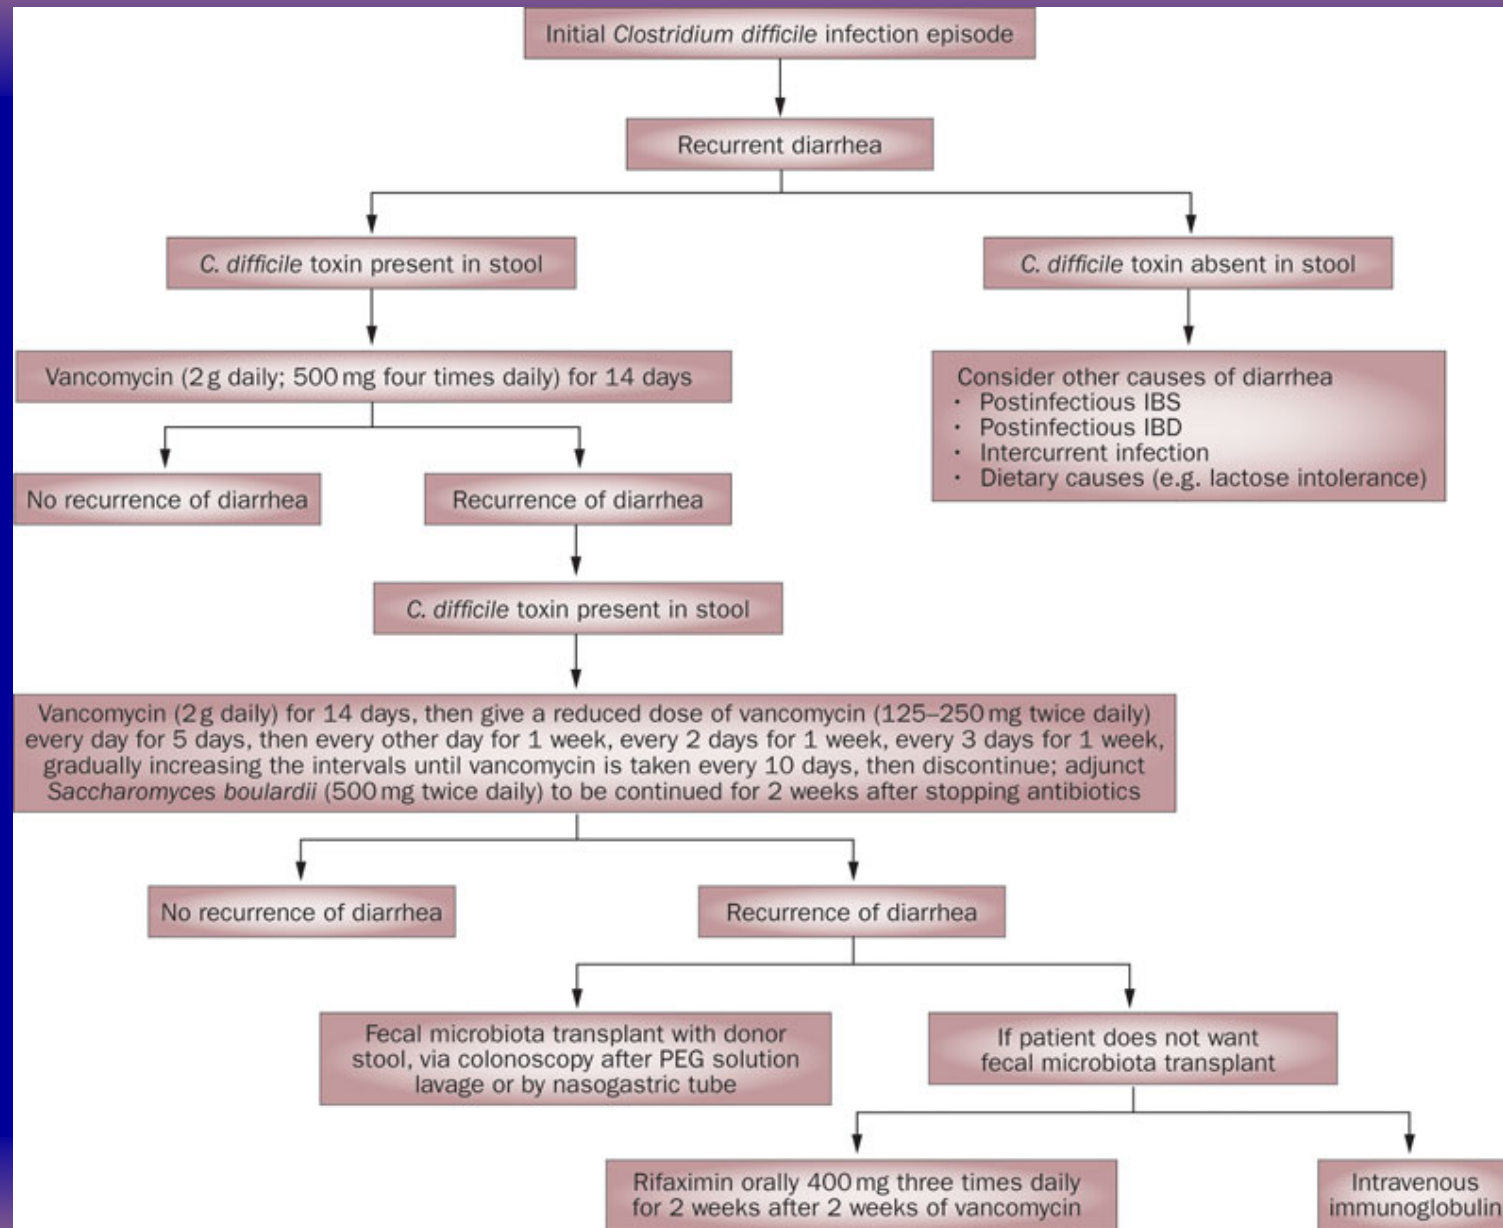 Initial Clostridium difficile infection episode
Recurrent diarrhea
C. difficile toxin present in stool
C. difficile toxin absent in stool
Vancomycin (2 g daily; 500 mg four times daily) for 14 days
Consider other causes of diarrhea
· Postinfectious IBS
· Postinfectious IBD
· Intercurrent infection
· Dietary causes (e.g. lactose intolerance)
No recurrence of diarrhea
Recurrence of diarrhea
C. difficile toxin present in stool
Vancomycin (2 g daily) for 14 days, then give a reduced dose of vancomycin (125–250 mg twice daily)
every day for 5 days, then every other day for 1 week, every 2 days for 1 week, every 3 days for 1 week,
gradually increasing the intervals until vancomycin is taken every 10 days, then discontinue; adjunct
Saccharomyces boulardii (500 mg twice daily) to be continued for 2 weeks after stopping antibiotics
No recurrence of diarrhea
Recurrence of diarrhea
Fecal microbiota transplant with donor
stool, via colonoscopy after PEG solution
lavage or by nasogastric tube
If patient does not want
fecal microbiota transplant
Rifaximin orally 400 mg three times daily
for 2 weeks after 2 weeks of vancomycin
Intravenous
immunoglobulin